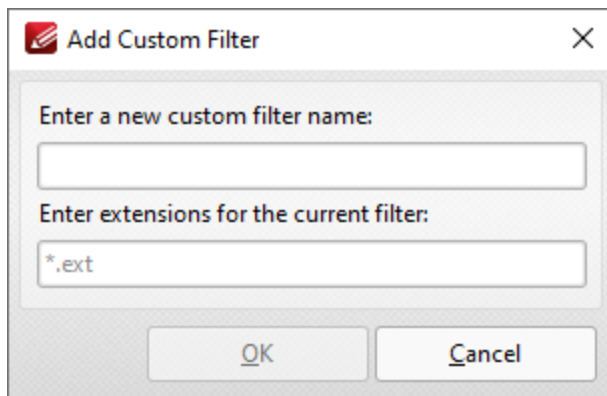 Add Custom Filter
Enter a new custom filter name:
Enter extensions for the current filter:
*.ext
OK
Cancel